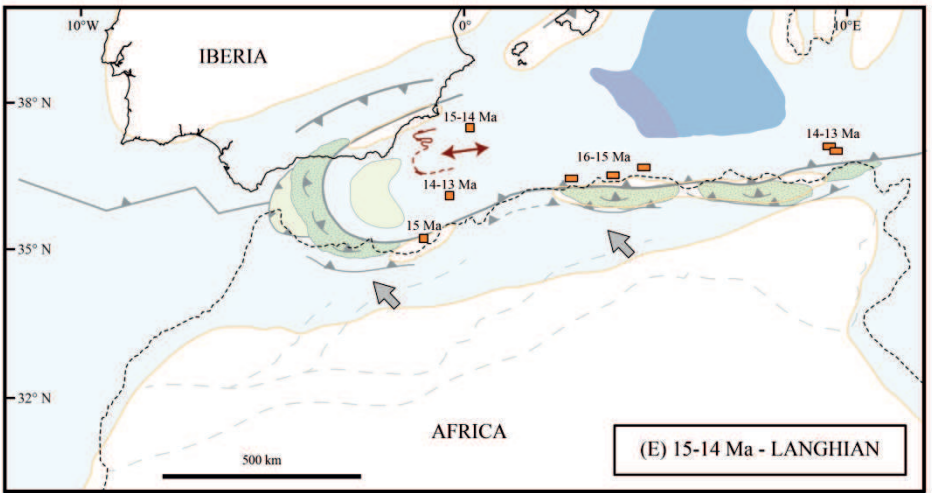 10°W
0°
10°E
IBERIA
38° N
15-14 Ma
14-13 Ma
16-15 Ma
14-13 Ma
15 Ma
35°N
32° N
AFRICA
500 km
(E) 15-14 Ma - LANGHIAN